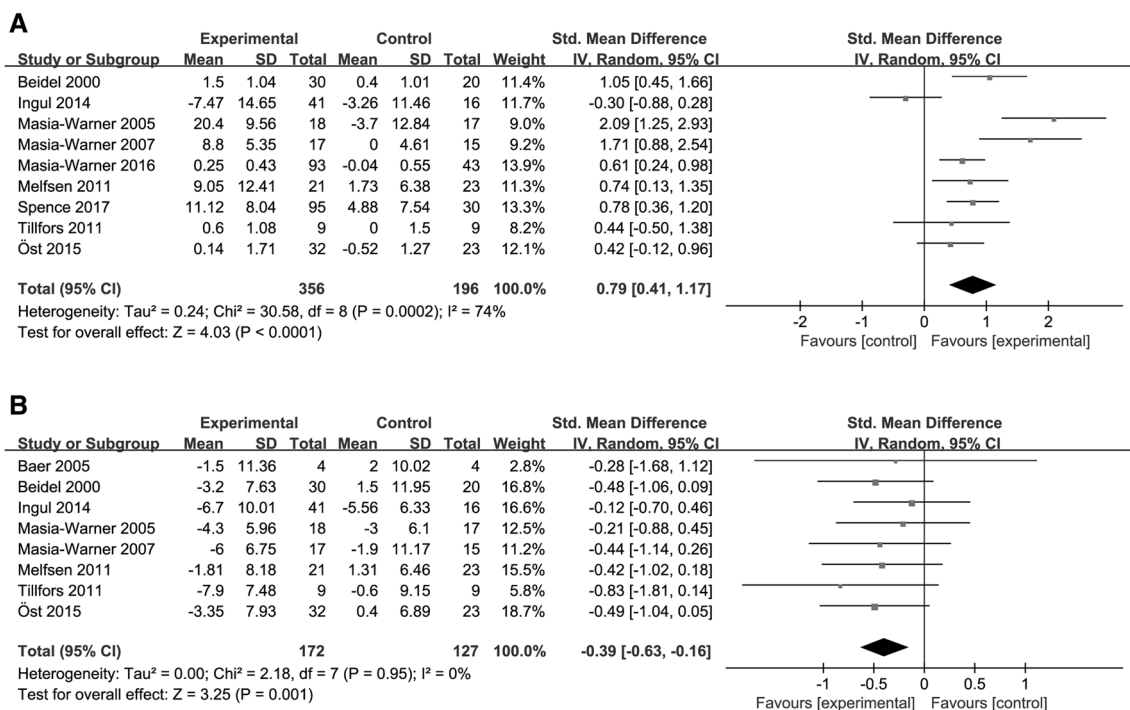 A
Experimental Control Std. Mean Difference Std. Mean Difference
Study or Subgroup Mean SD Total Mean SD Total Weight IV, Random, 95% CI IV, Random, 95% CI
Beidel 2000 1.5 1.04 30 0.4 1.01 20 11.4% 1.05 [0.45, 1.66]
Ingul 2014 -7.47 14.65 41 -3.26 11.46 16 11.7% -0.30 [-0.88, 0.28]
Masia-Warner 2005 20.4 9.56 18 -3.7 12.84 17 9.0% 2.09 [1.25, 2.93]
Masia-Warner 2007 8.8 5.35 17 0 4.61 15 9.2% 1.71 [0.88, 2.54]
Masia-Warner 2016 0.25 0.43 93 -0.04 0.55 43 13.9% 0.61 [0.24, 0.98]
Melfsen 2011 9.05 12.41 21 1.73 6.38 23 11.3% 0.74 [0.13, 1.35]
Spence 2017 11.12 8.04 95 4.88 7.54 30 13.3% 0.78 [0.36, 1.20]
Tillfors 2011 0.6 1.08 9 0 1.5 9 8.2% 0.44 [-0.50, 1.38]
Öst 2015 0.14 1.71 32 -0.52 1.27 23 12.1% 0.42 [-0.12, 0.96]
Total (95% CI) 356 196 100.0% 0.79 [0.41, 1.17]
Heterogeneity: Tau² = 0.24; Chi² = 30.58, df = 8 (P = 0.0002); I² = 74%
Test for overall effect: Z = 4.03 (P < 0.0001)
-2 -1 0 1 2
Favours [control] Favours [experimental]
B
Experimental Control Std. Mean Difference Std. Mean Difference
Study or Subgroup Mean SD Total Mean SD Total Weight IV, Random, 95% CI IV, Random, 95% CI
Baer 2005 -1.5 11.36 4 2 10.02 4 2.8% -0.28 [-1.68, 1.12]
Beidel 2000 -3.2 7.63 30 1.5 11.95 20 16.8% -0.48 [-1.06, 0.09]
Ingul 2014 -6.7 10.01 41 -5.56 6.33 16 16.6% -0.12 [-0.70, 0.46]
Masia-Warner 2005 -4.3 5.96 18 -3 6.1 17 12.5% -0.21 [-0.88, 0.45]
Masia-Warner 2007 -6 6.75 17 -1.9 11.17 15 11.2% -0.44 [-1.14, 0.26]
Melfsen 2011 -1.81 8.18 21 1.31 6.46 23 15.5% -0.42 [-1.02, 0.18]
Tillfors 2011 -7.9 7.48 9 -0.6 9.15 9 5.8% -0.83 [-1.81, 0.14]
Öst 2015 -3.35 7.93 32 0.4 6.89 23 18.7% -0.49 [-1.04, 0.05]
Total (95% CI) 172 127 100.0% -0.39 [-0.63, -0.16]
Heterogeneity: Tau² = 0.00; Chi² = 2.18, df = 7 (P = 0.95); I² = 0%
Test for overall effect: Z = 3.25 (P = 0.001)
-1 -0.5 0 0.5 1
Favours [experimental] Favours [control]